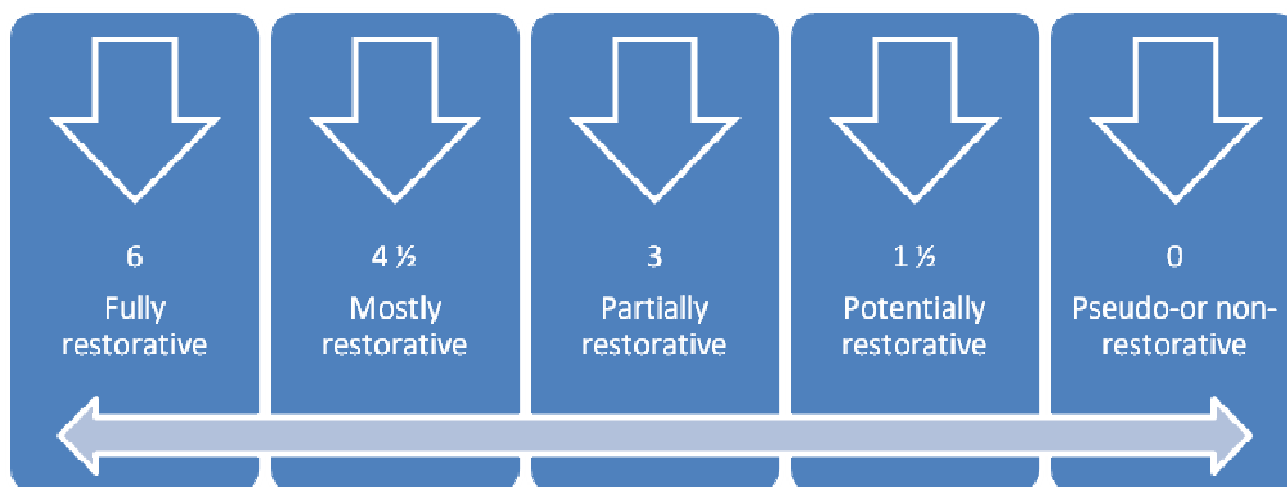 6
Fully
restorative
4 ½
Mostly
restorative
3
Partially
restorative
1 ½
Potentially
restorative
0
Pseudo-or non-
restorative